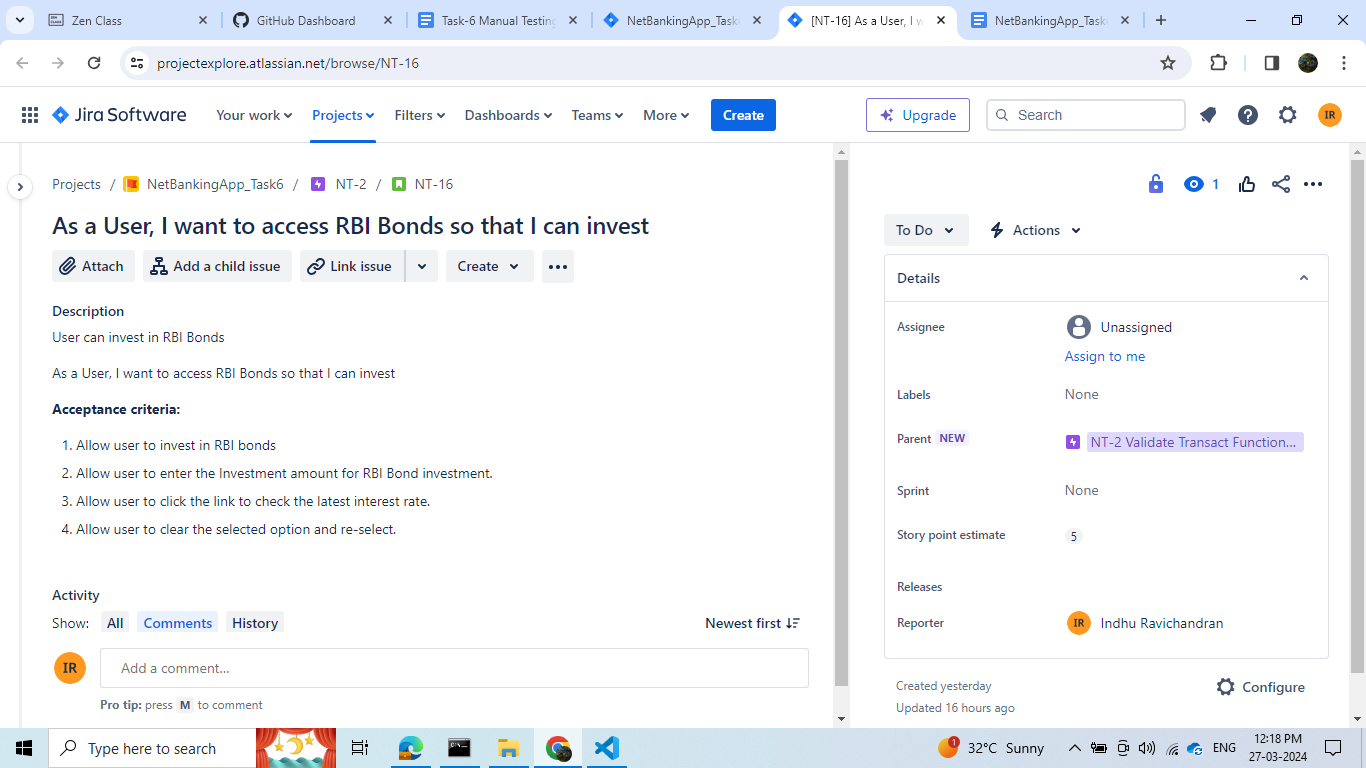 Zen Class
GitHub Dashboard
Task-6 Manual Testing
NetBankingApp_Task
[NT-16] As a User, I w
NetBankingApp_Task
projectexplore.atlassian.net/browse/NT-16
Jira Software
Your work
Projects
Filters
Dashboards
Teams
More
Create
Upgrade
Search
IR
Projects / NetBankingApp_Task6 / NT-2 / NT-16
1
As a User, I want to access RBI Bonds so that I can invest
Attach
Add a child issue
Link issue
Create
Description
User can invest in RBI Bonds
As a User, I want to access RBI Bonds so that I can invest
Acceptance criteria:
1. Allow user to invest in RBI bonds
2. Allow user to enter the Investment amount for RBI Bond investment.
3. Allow user to click the link to check the latest interest rate.
4. Allow user to clear the selected option and re-select.
Activity
Show: All Comments History
Newest first
IR
Add a comment...
Pro tip: press M to comment
To Do
Actions
Details
Assignee
Unassigned
Assign to me
Labels
None
Parent NEW
NT-2 Validate Transact Function...
Sprint
None
Story point estimate
5
Releases
Reporter
IR Indhu Ravichandran
Created yesterday
Updated 16 hours ago
Configure
Type here to search
1
32°C Sunny
ENG
12:18 PM
27-03-2024